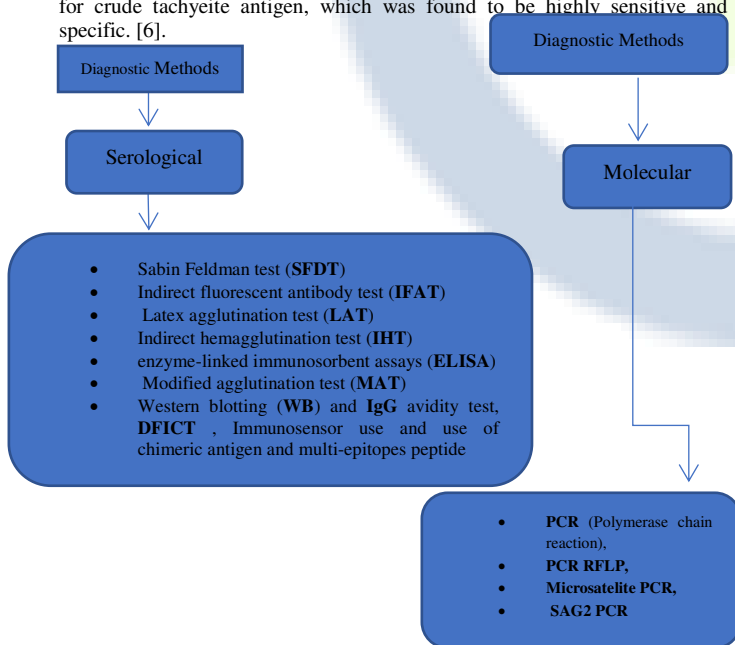 for crude tachyeite antigen, which was found to be highly sensitive and
specific. [6].
Diagnostic Methods
Serological
• Sabin Feldman test (SFDT)
• Indirect fluorescent antibody test (IFAT)
• Latex agglutination test (LAT)
• Indirect hemagglutination test (IHT)
• enzyme-linked immunosorbent assays (ELISA)
• Modified agglutination test (MAT)
• Western blotting (WB) and IgG avidity test,
DFICT , Immunosensor use and use of
chimeric antigen and multi-epitopes peptide
Diagnostic Methods
Molecular
• PCR (Polymerase chain
reaction),
• PCR RFLP,
• Microsatelite PCR,
• SAG2 PCR